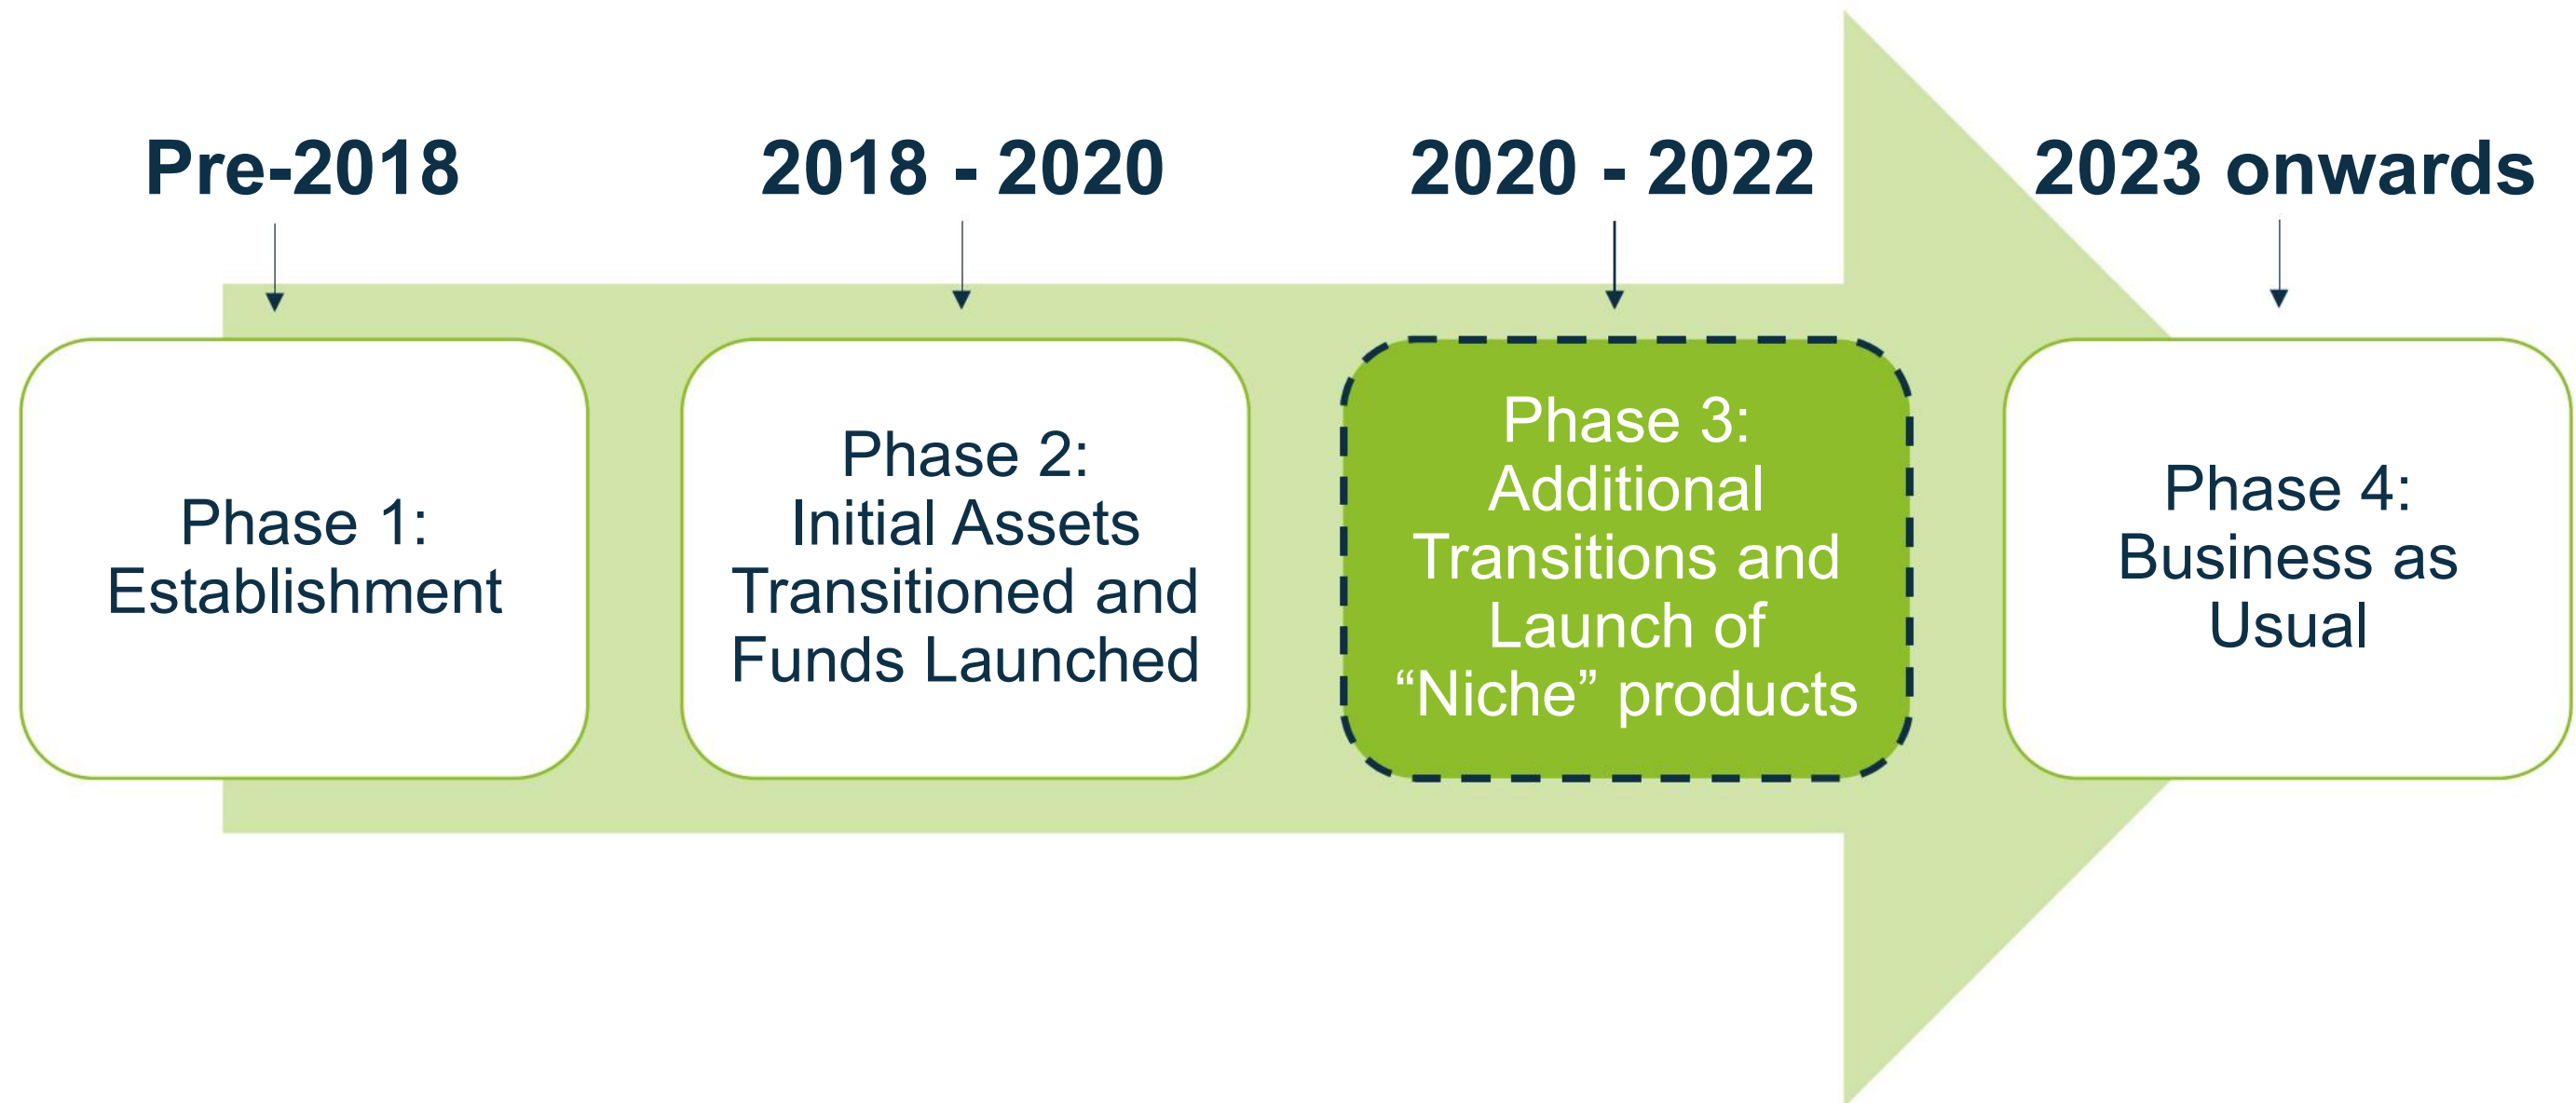 Pre-2018
2018 - 2020
2020 - 2022
2023 onwards
Phase 1:
Establishment
Phase 2:
Initial Assets
Transitioned and
Funds Launched
Phase 3:
Additional
Transitions and
Launch of
“Niche” products
Phase 4:
Business as
Usual